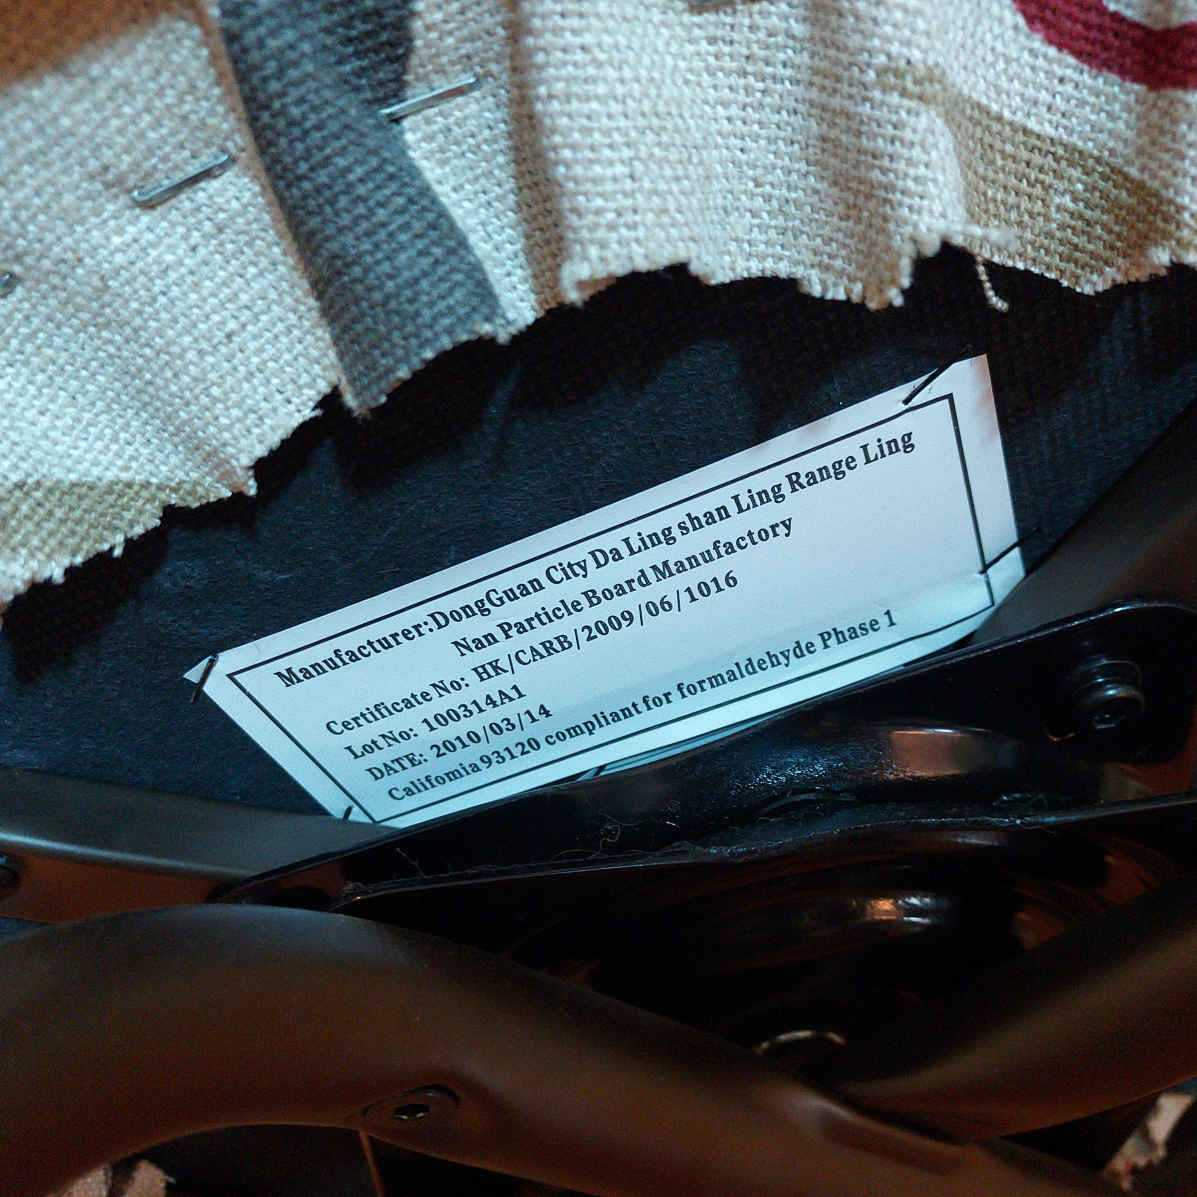 Manufacturer:DongGuan City Da Ling shan Ling Range Ling
Nan Particle Board Manufactory
Certificate No: HK/CARB/2009/06/1016
Lot No: 100314A1
DATE: 2010/03/14
Califomia 93120 compliant for formaldehyde Phase 1